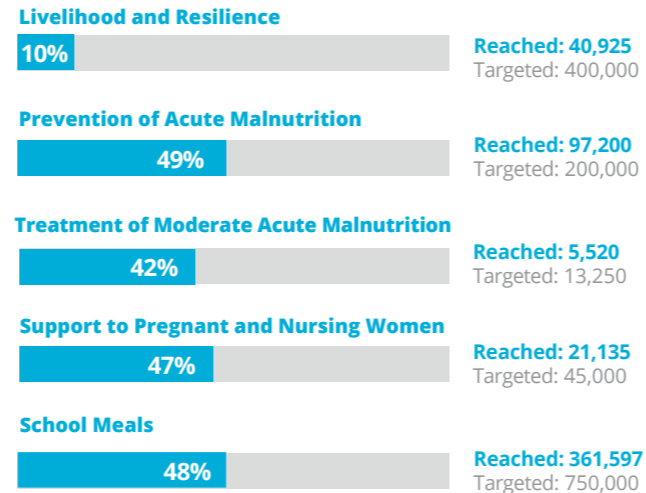 Livelihood and Resilience
10%
Reached: 40,925
Targeted: 400,000
Prevention of Acute Malnutrition
49%
Reached: 97,200
Targeted: 200,000
Treatment of Moderate Acute Malnutrition
42%
Reached: 5,520
Targeted: 13,250
Support to Pregnant and Nursing Women
47%
Reached: 21,135
Targeted: 45,000
School Meals
48%
Reached: 361,597
Targeted: 750,000